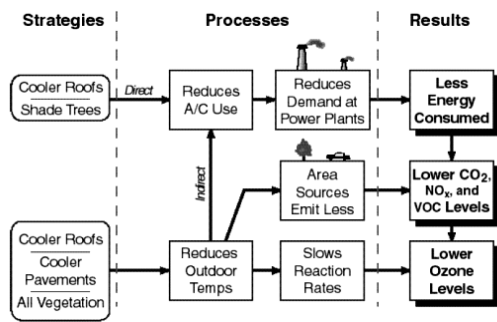 Strategies
Processes
Results
Cooler Roofs
Shade Trees
Direct
Reduces
A/C Use
Reduces
Demand at
Power Plants
Less
Energy
Consumed
Indirect
Area
Sources
Emit Less
Lower CO₂,
NOₓ, and
VOC Levels
Cooler Roofs
Cooler
Pavements
All Vegetation
Reduces
Outdoor
Temps
Slows
Reaction
Rates
Lower
Ozone
Levels